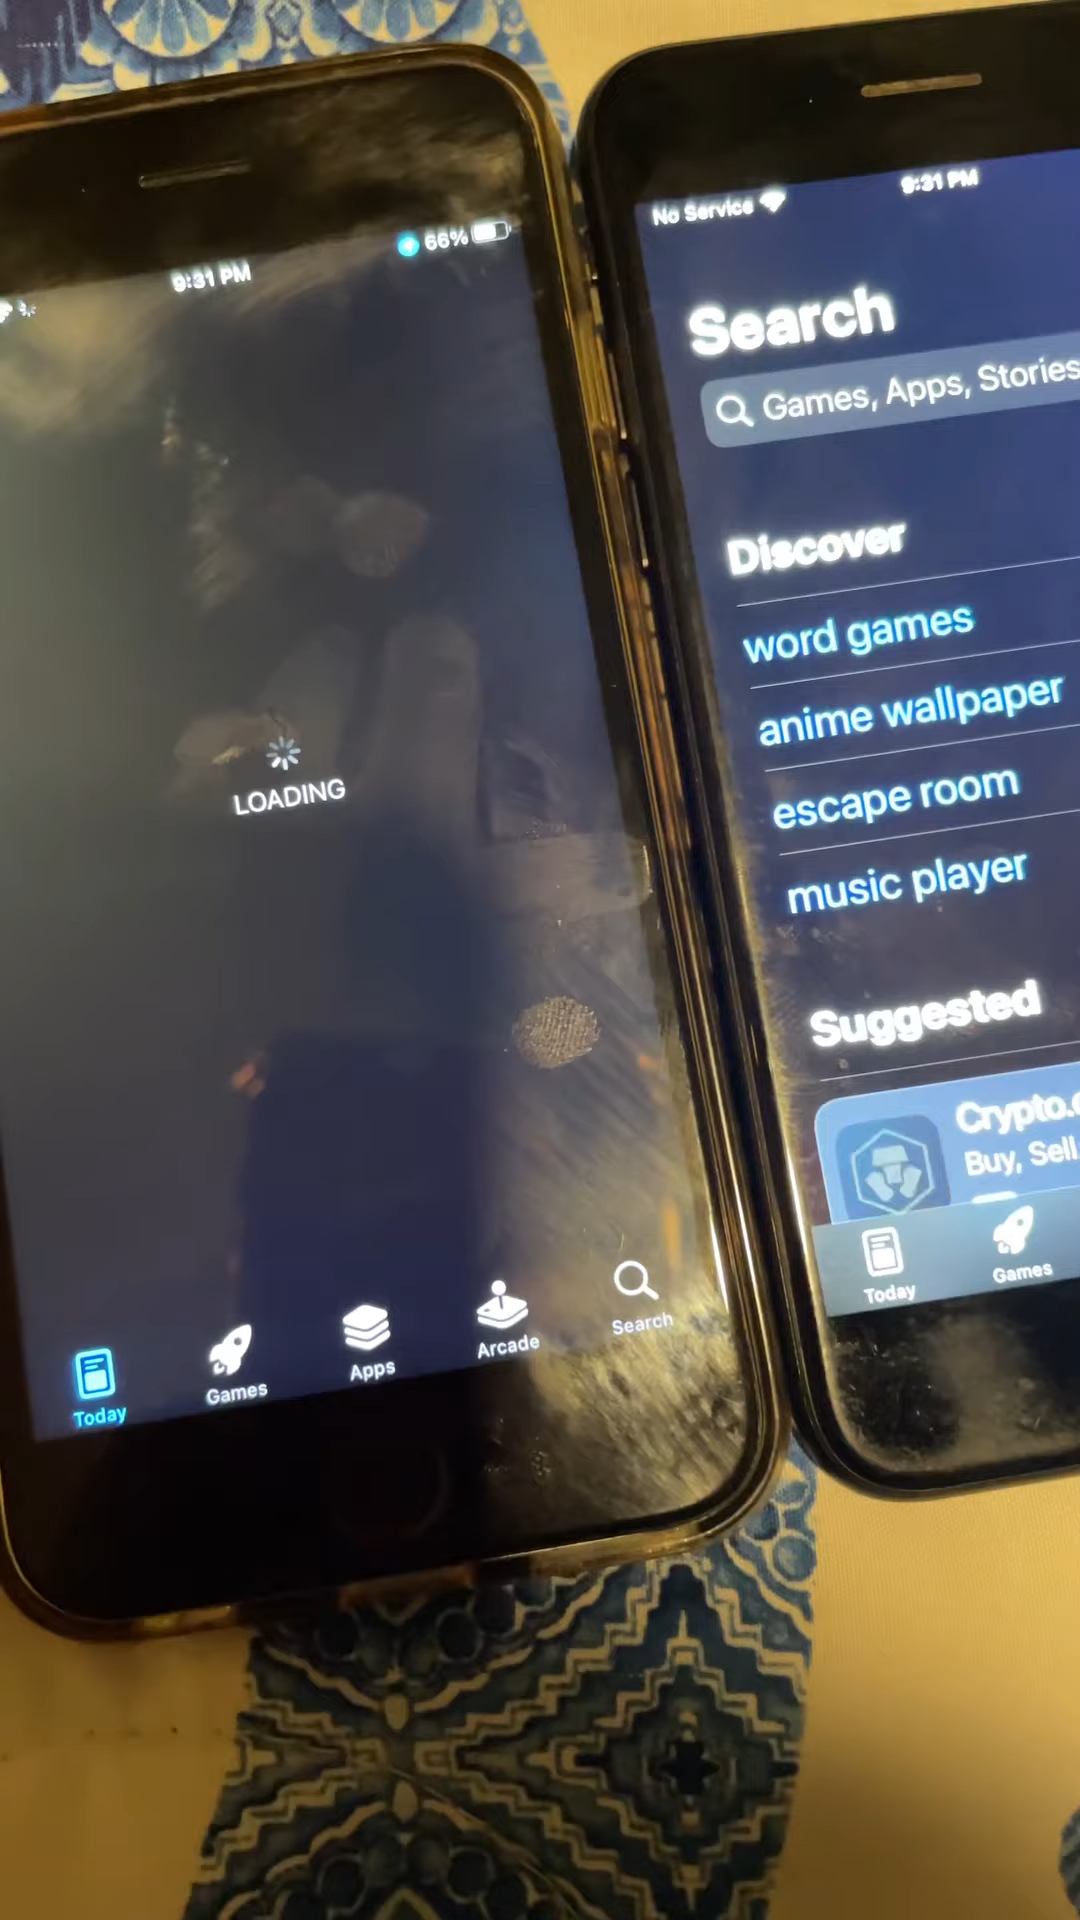 9:31 PM
66%
LOADING
Today
Games
Apps
Arcade
Search
No Service
9:31 PM
Search
Games, Apps, Stories
Discover
word games
anime wallpaper
escape room
music player
Suggested
Crypto.
Buy, Sell
Today
Games